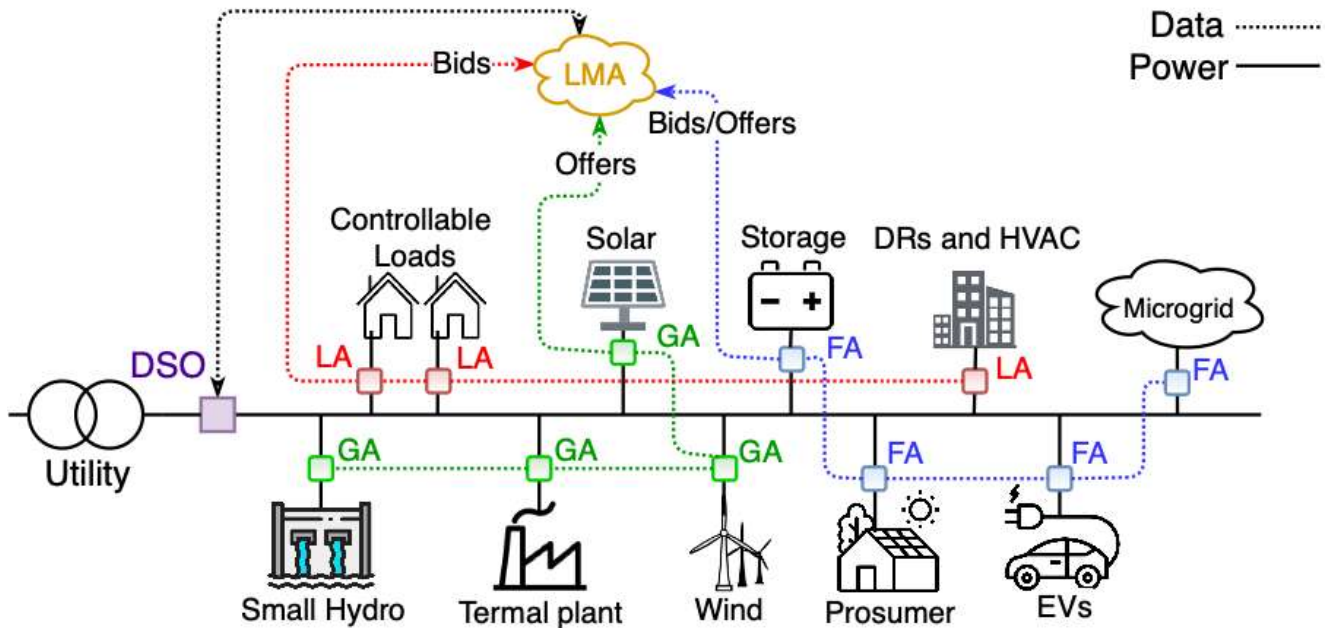 Data
Power
Bids
LMA
Bids/Offers
Offers
Controllable
Loads
Solar
Storage
DRs and HVAC
Microgrid
DSO
LA
LA
GA
FA
LA
FA
Utility
GA
GA
GA
FA
FA
Small Hydro
Termal plant
Wind
Prosumer
EVs